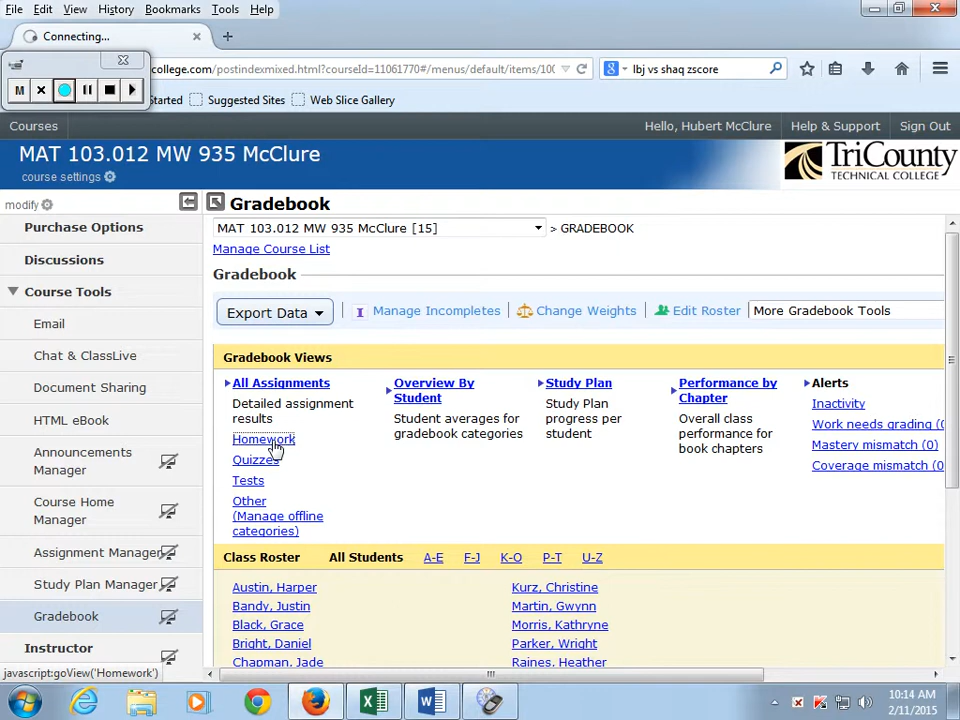 File Edit View History Bookmarks Tools Help
Connecting...
college.com/postindexmixed.html?courseId=11061770#/menus/default/items/100
lbj vs shaq zscore
M
Started Suggested Sites Web Slice Gallery
Courses Hello, Hubert McClure Help & Support Sign Out
MAT 103.012 MW 935 McClure
course settings
TriCounty
TECHNICAL COLLEGE
modify
Gradebook
Purchase Options
Discussions
Course Tools
Email
Chat & ClassLive
Document Sharing
HTML eBook
Announcements
Manager
Course Home
Manager
Assignment Manager
Study Plan Manager
Gradebook
Instructor
MAT 103.012 MW 935 McClure [15] > GRADEBOOK
Manage Course List
Gradebook
Export Data Manage Incompletes Change Weights Edit Roster More Gradebook Tools
Gradebook Views
All Assignments
Detailed assignment
results
Homework
Quizzes
Tests
Other
(Manage offline
categories)
Overview By
Student
Student averages for
gradebook categories
Study Plan
Study Plan
progress per
student
Performance by
Chapter
Overall class
performance for
book chapters
Alerts
Inactivity
Work needs grading (0
Mastery mismatch (0)
Coverage mismatch (0
Class Roster All Students A-E F-J K-O P-T U-Z
Austin, Harper Kurz, Christine
Bandy, Justin Martin, Gwynn
Black, Grace Morris, Kathryne
Bright, Daniel Parker, Wright
Chapman, Jade Raines, Heather
javascript:goView('Homework')
10:14 AM
2/11/2015